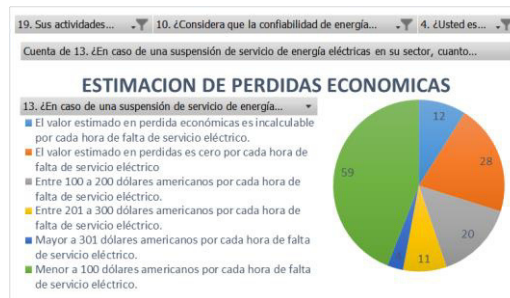 19. Sus actividades...
10. ¿Considera que la confiabilidad de energía...
4. ¿Usted es...
Cuenta de 13. ¿En caso de una suspensión de servicio de energía eléctricas en su sector, cuanto...
ESTIMACION DE PERDIDAS ECONOMICAS
13. ¿En caso de una suspensión de servicio de energía...
El valor estimado en perdida económicas es incalculable
por cada hora de falta de servicio eléctrico.
El valor estimado en perdidas es cero por cada hora de
falta de servicio eléctrico
Entre 100 a 200 dólares americanos por cada hora de
falta de servicio eléctrico.
Entre 201 a 300 dólares americanos por cada hora de
falta de servicio eléctrico.
Mayor a 301 dólares americanos por cada hora de falta
de servicio eléctrico.
Menor a 100 dólares americanos por cada hora de falta
de servicio eléctrico.
12
28
20
11
59